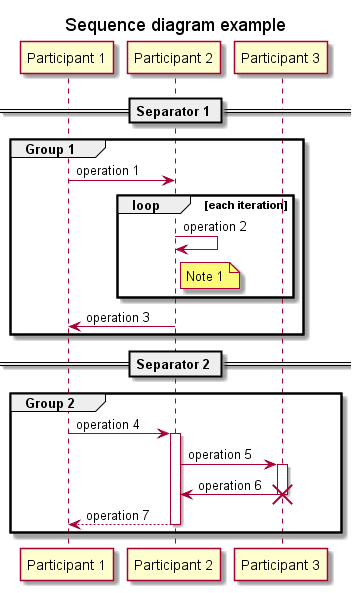 Sequence diagram example
Participant 1 Participant 2 Participant 3
Separator 1
Group 1
operation 1
loop [each iteration]
operation 2
Note 1
operation 3
Separator 2
Group 2
operation 4
operation 5
operation 6
operation 7
Participant 1 Participant 2 Participant 3